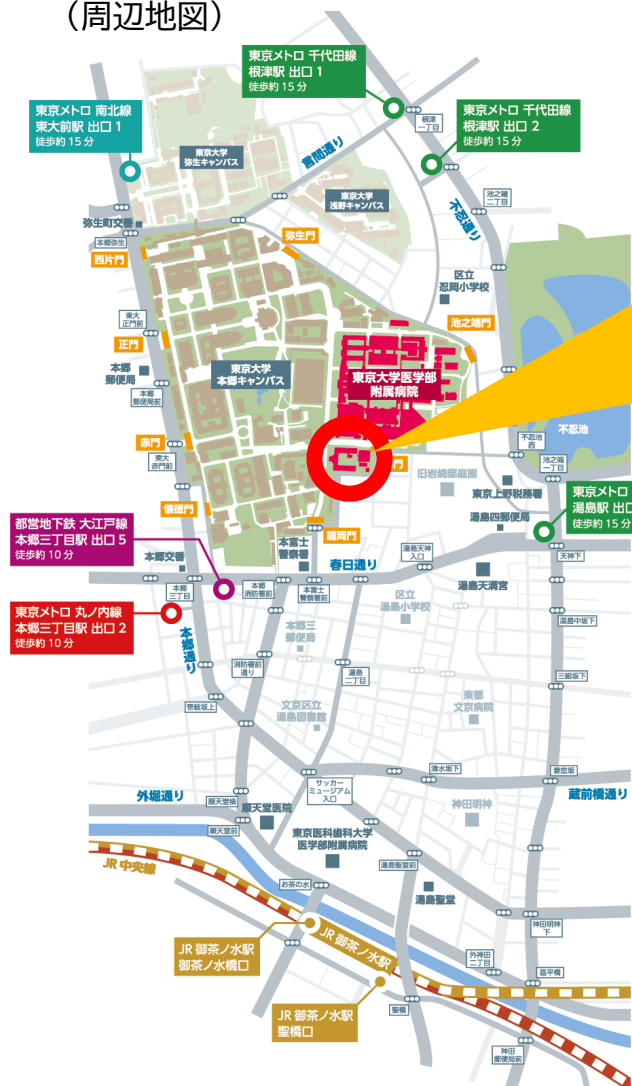 （周辺地図）
東京メトロ 千代田線
根津駅 出口 1
徒歩約 15 分
東京メトロ 南北線
東大前駅 出口 1
徒歩約 15 分
東京メトロ 千代田線
根津駅 出口 2
徒歩約 15 分
根津
一丁目
東京大学
弥生キャンパス
言問通り
東京大学
浅野キャンパス
池之端
二丁目
不忍通り
弥生町交番
本郷弥生
西片門
弥生門
区立
忍岡小学校
東大
正門前
正門
池之端門
本郷
郵便局
東京大学
本郷キャンパス
東京大学医学部
附属病院
本郷
郵便局前
不忍池
赤門
東大
赤門前
不忍池
西
池之端
一丁目
門
旧岩崎邸庭園
東京上野税務署
湯島四郵便局
東京メトロ
湯島駅 出口
徒歩約 15 分
懐徳門
龍岡門
都営地下鉄 大江戸線
本郷三丁目駅 出口 5
徒歩約 10 分
本富士
警察署
本郷交番
春日通り
湯島天神
入口
天神下
本郷
三丁目
本郷
消防署前
本富士
警察署前
湯島天満宮
区立
湯島小学校
東京メトロ 丸ノ内線
本郷三丁目駅 出口 2
徒歩約 10 分
本郷通り
本郷三
郵便局
湯島中坂下
消防署前
通り
湯島
二丁目
三組坂下
壱岐坂上
文京区立
湯島図書館
東都
文京病院
清水坂下
妻恋坂
サッカー
ミュージアム
入口
外堀通り
蔵前橋通り
順天堂横
順天堂医院
神田明神
順天堂前
東京医科歯科大学
医学部附属病院
湯島聖堂前
JR 中央線
お茶の水
湯島聖堂
神田明神
下
JR 御茶ノ水駅
御茶ノ水橋口
JR 御茶ノ水駅
外神田
二丁目
昌平橋
JR 御茶ノ水駅
聖橋口
聖橋
神田
郵便局前